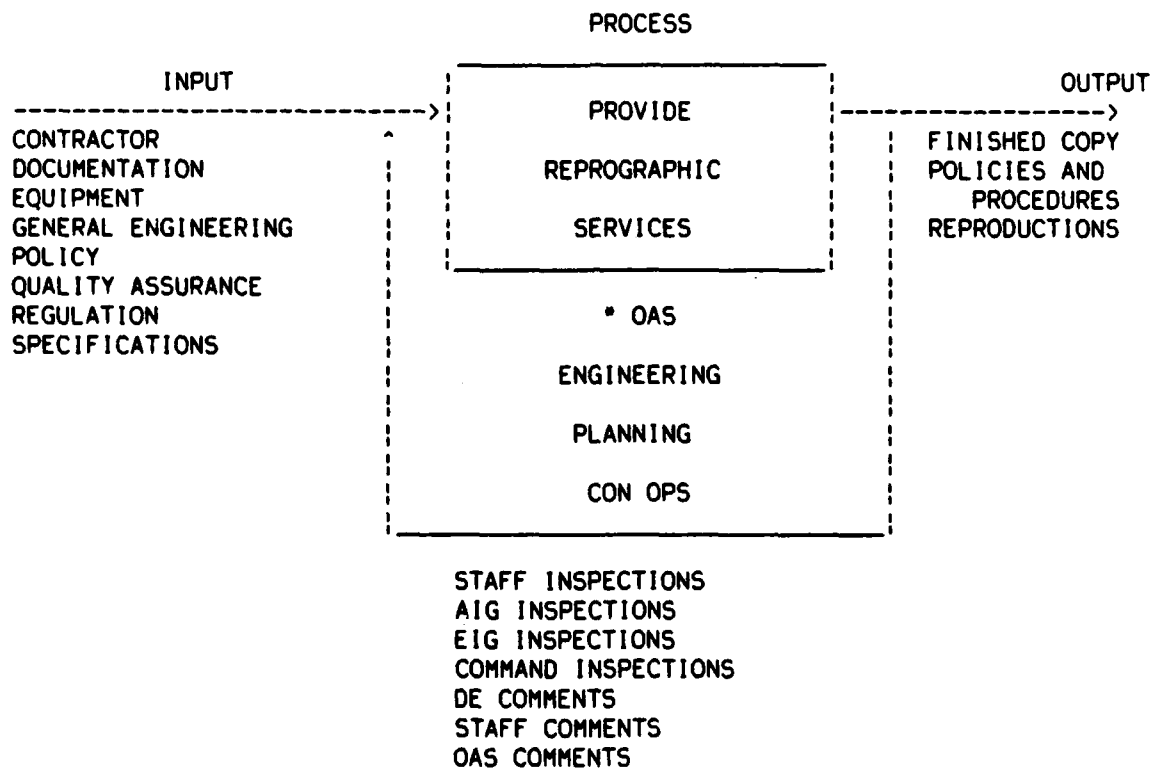 PROCESS
INPUT
OUTPUT
PROVIDE
REPROGRAPHIC
SERVICES
CONTRACTOR
DOCUMENTATION
EQUIPMENT
GENERAL ENGINEERING
POLICY
QUALITY ASSURANCE
REGULATION
SPECIFICATIONS
FINISHED COPY
POLICIES AND
PROCEDURES
REPRODUCTIONS
* OAS
ENGINEERING
PLANNING
CON OPS
STAFF INSPECTIONS
AIG INSPECTIONS
EIG INSPECTIONS
COMMAND INSPECTIONS
DE COMMENTS
STAFF COMMENTS
OAS COMMENTS